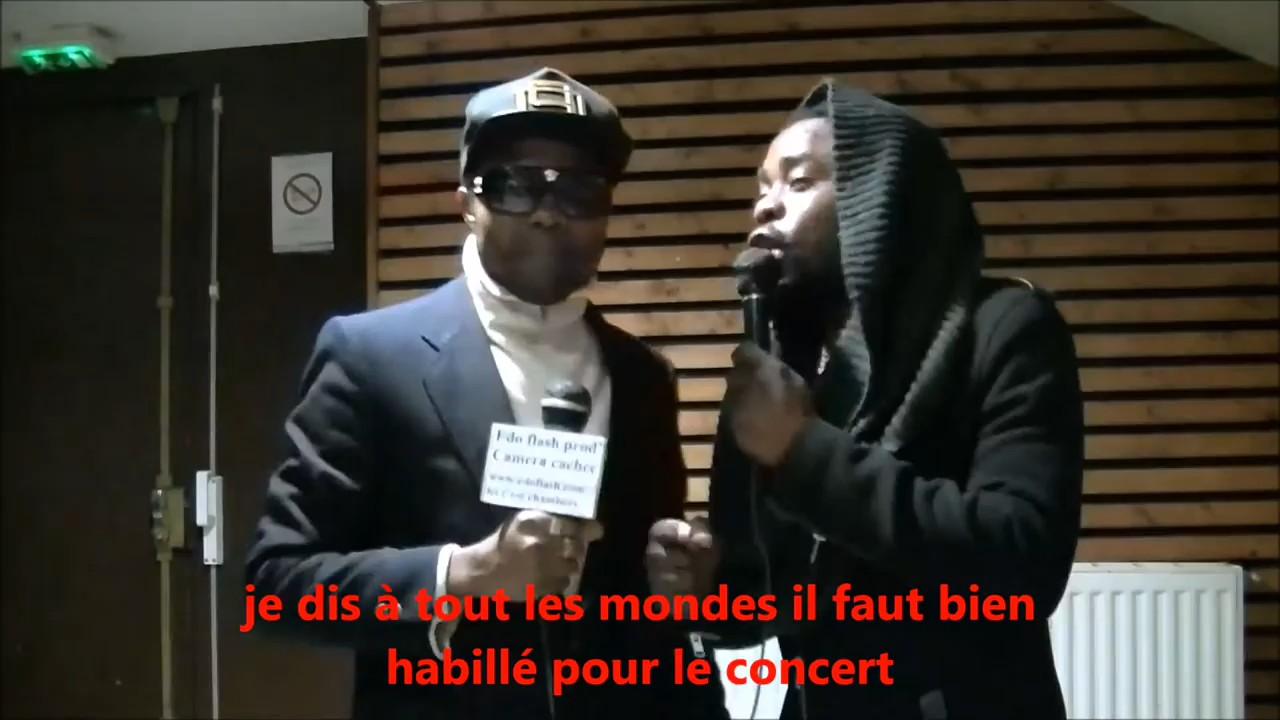 Edo flash prod
Camera cachee
je dis à tout les mondes il faut bien
habillé pour le concert